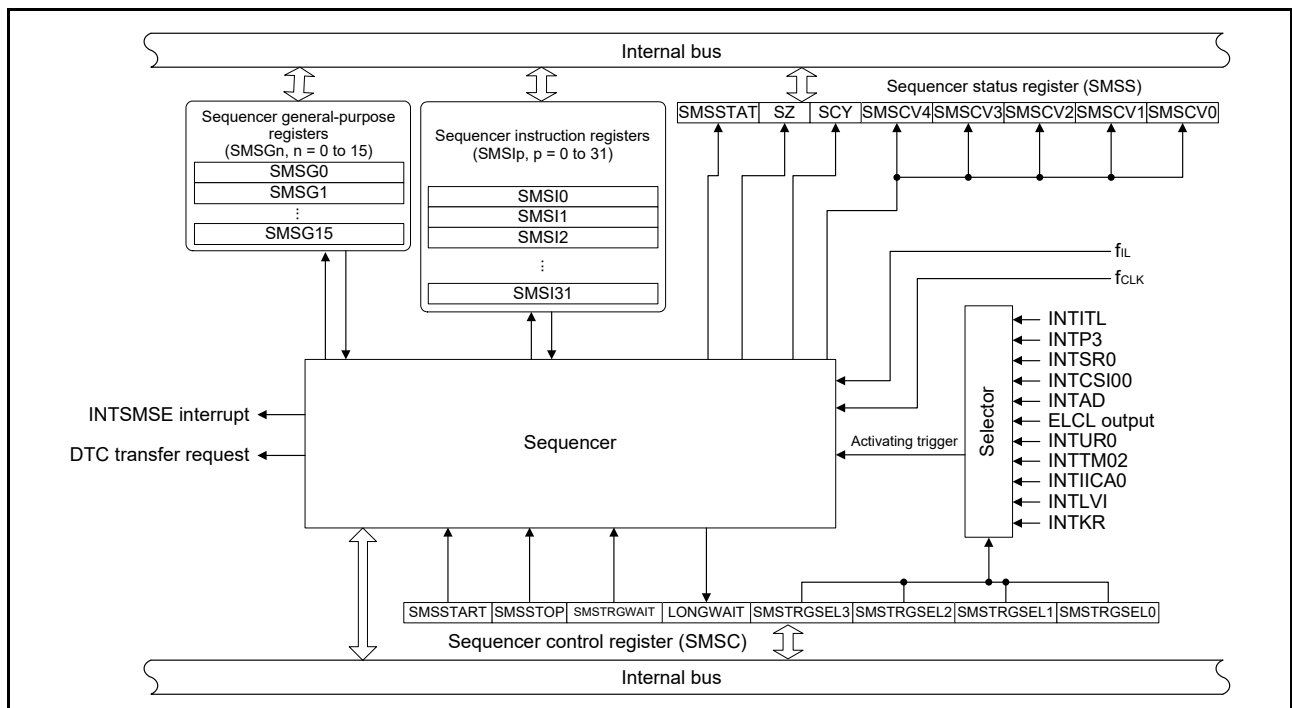 Internal bus
Sequencer status register (SMSS)
SMSSTAT SZ SCY SMSCV4 SMSCV3 SMSCV2 SMSCV1 SMSCV0
Sequencer general-purpose
registers
(SMSGn, n = 0 to 15)
SMSG0
SMSG1
⋮
SMSG15
Sequencer instruction registers
(SMSIp, p = 0 to 31)
SMSI0
SMSI1
SMSI2
⋮
SMSI31
fIL
fCLK
INTITL
INTP3
INTSR0
INTCSI00
INTAD
ELCL output
INTUR0
INTTM02
INTIICA0
INTLVI
INTKR
Selector
Activating trigger
Sequencer
INTSMSE interrupt
DTC transfer request
SMSSTART SMSSTOP SMSTRGWAIT LONGWAIT SMSTRGSEL3 SMSTRGSEL2 SMSTRGSEL1 SMSTRGSEL0
Sequencer control register (SMSC)
Internal bus